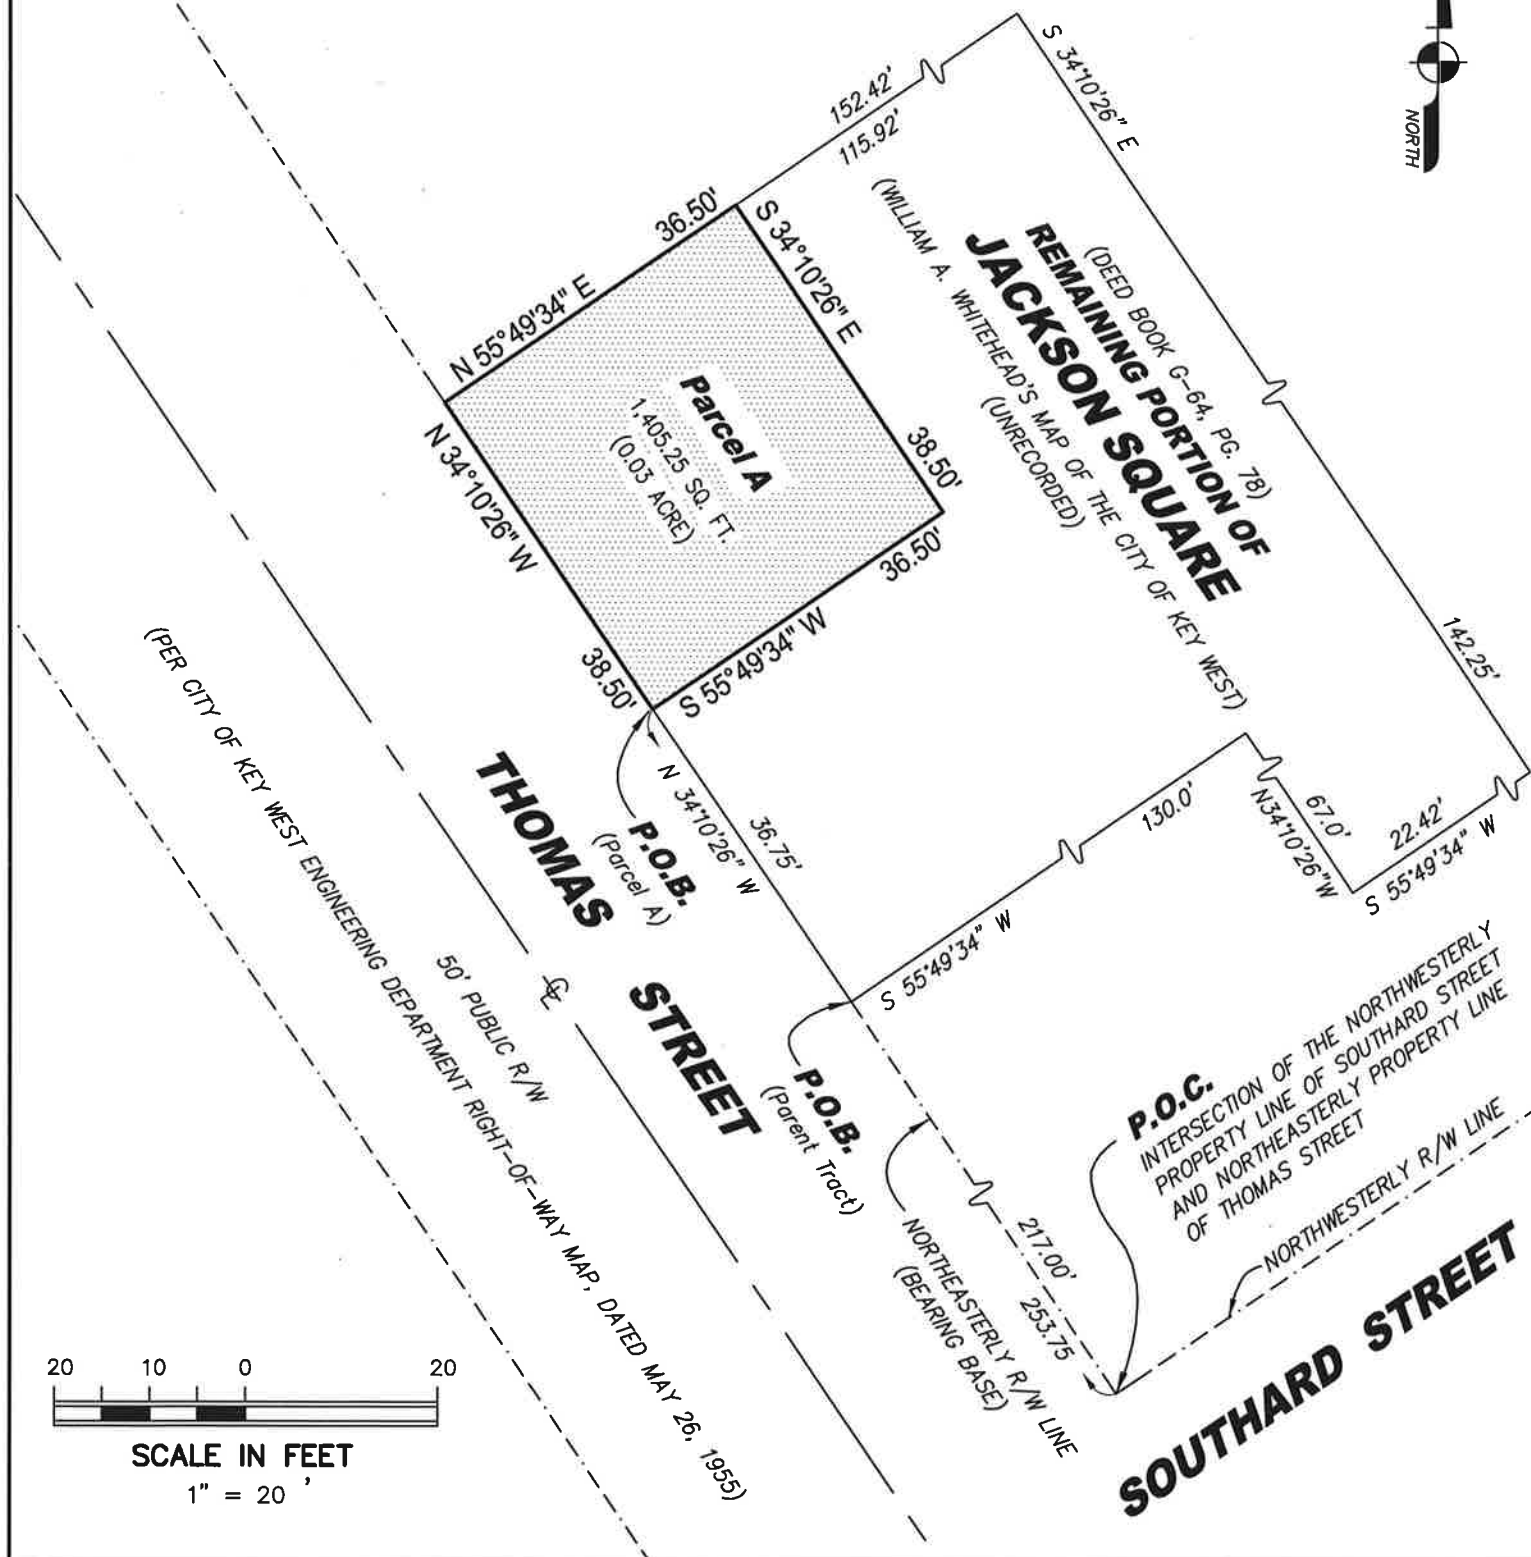 NORTH
S 34°10'26" E
152.42'
115.92'
36.50'
N 55°49'34" E
S 34°10'26" E
38.50'
(DEED BOOK G-64, PG. 78)
REMAINING PORTION OF
JACKSON SQUARE
(WILLIAM A. WHITEHEAD'S MAP OF THE CITY OF KEY WEST)
(UNRECORDED)
Parcel A
1,405.25 SQ. FT.
(0.03 ACRE)
N 34°10'26" W
38.50'
36.50'
S 55°49'34" W
142.25'
67.0'
N34°10'26"W
22.42'
S 55°49'34" W
130.0'
S 55°49'34" W
36.75'
N 34°10'26" W
P.O.B.
(Parcel A)
THOMAS STREET
(PER CITY OF KEY WEST ENGINEERING DEPARTMENT RIGHT-OF-WAY MAP, DATED MAY 26, 1955)
50' PUBLIC R/W
CL
P.O.B.
(Parent Tract)
P.O.C.
INTERSECTION OF THE NORTHWESTERLY
PROPERTY LINE OF SOUTHARD STREET
AND NORTHEASTERLY PROPERTY LINE
OF THOMAS STREET
NORTHWESTERLY R/W LINE
217.00'
253.75
NORTHEASTERLY R/W LINE
(BEARING BASE)
SOUTHARD STREET
20 10 0 20
SCALE IN FEET
1" = 20 '